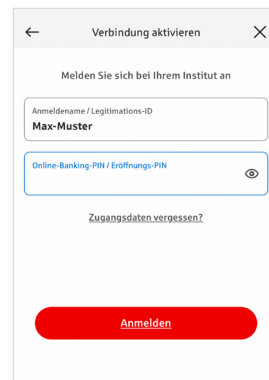 Verbindung aktivieren
Melden Sie sich bei Ihrem Institut an
Anmeldename / Legitimations-ID
Max-Muster
Online-Banking-PIN / Eröffnungs-PIN
Zugangsdaten vergessen?
Anmelden